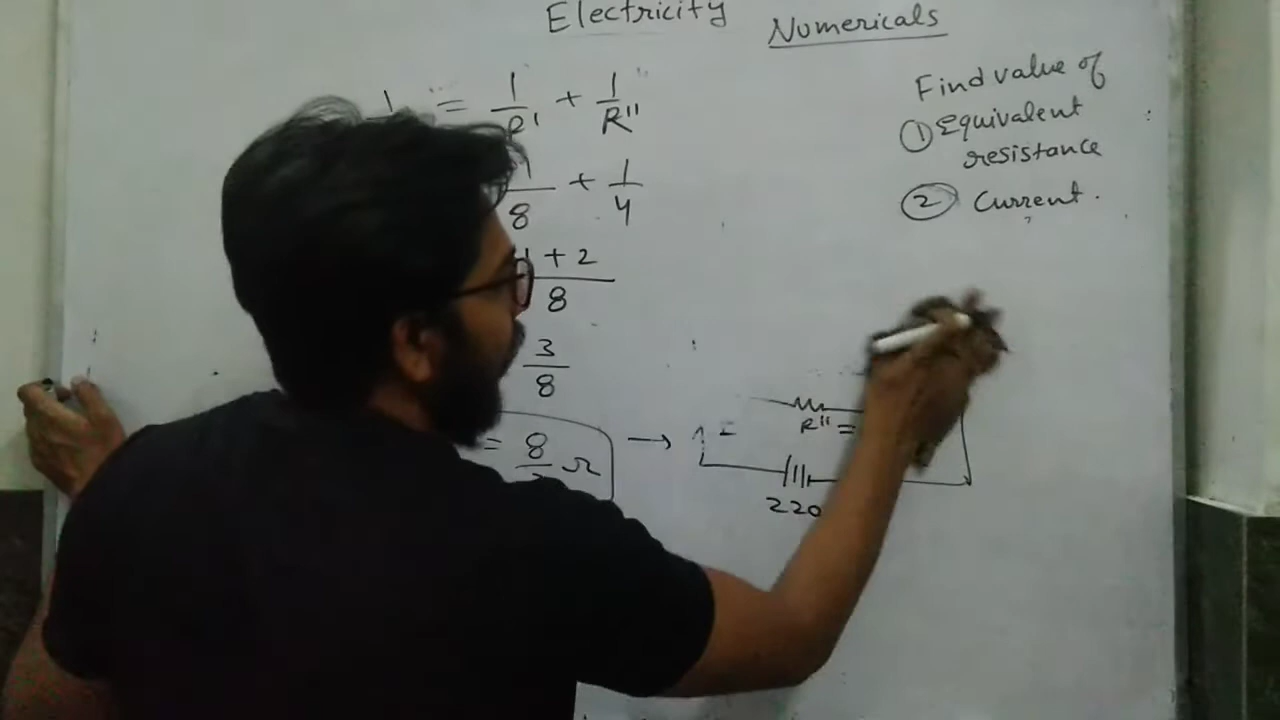 Electricity Numericals
1 = 1/R' + 1/R"
1/8 + 1/4
1 + 2 / 8
3/8
= 8/ Ω →
R" =
220
Find value of
① Equivalent
resistance
② Current.